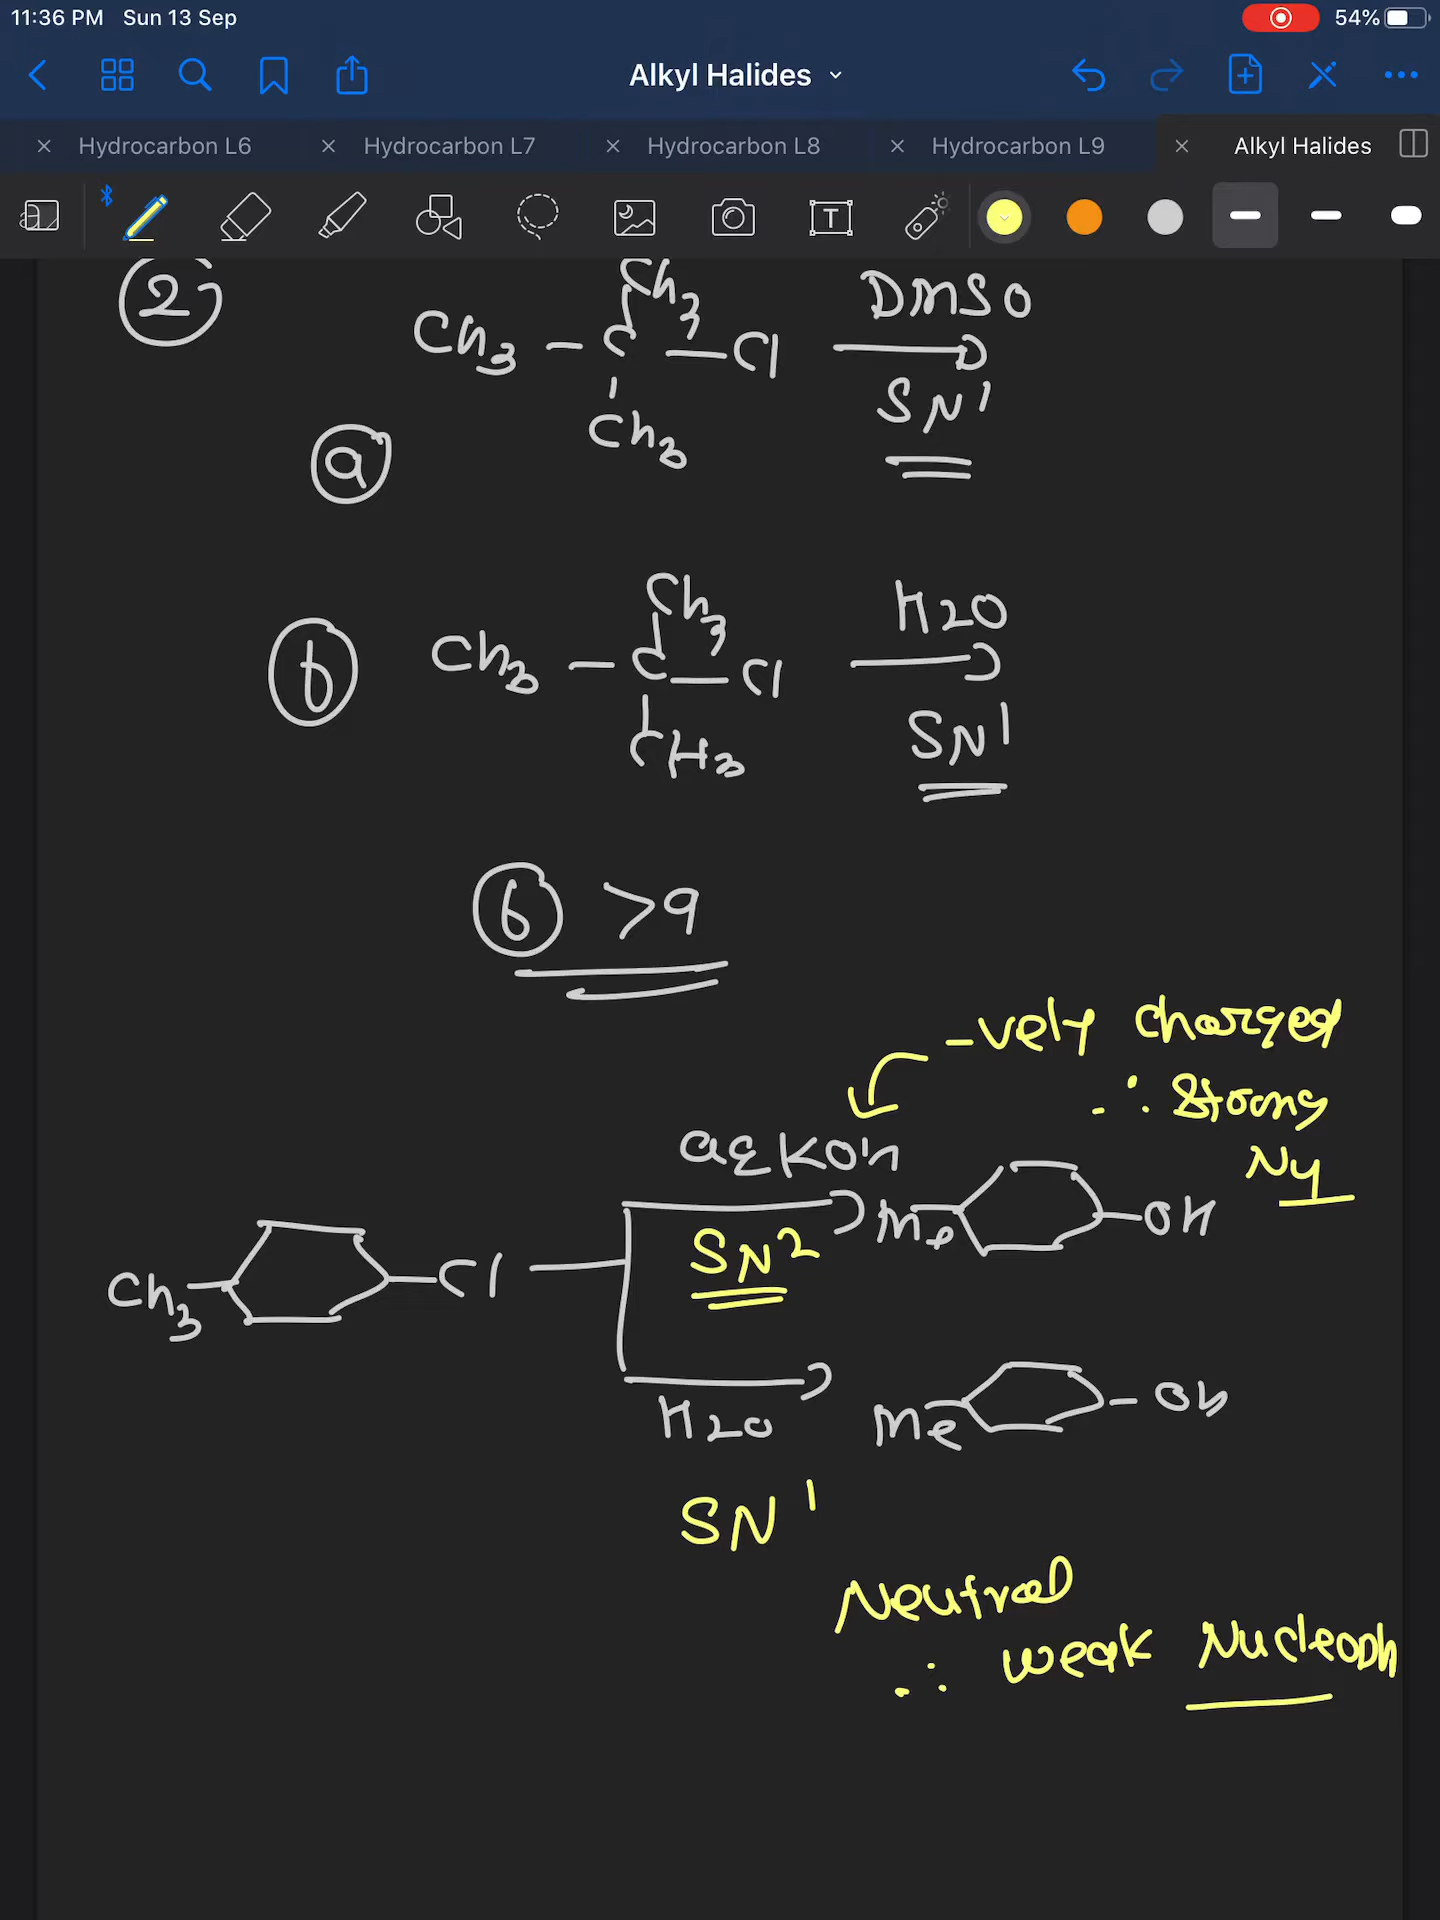 11:36 PM Sun 13 Sep 54%
Alkyl Halides
Hydrocarbon L6 Hydrocarbon L7 Hydrocarbon L8 Hydrocarbon L9 Alkyl Halides
a T
2
Ch3 DMSO
CH3 - C - Cl
Ch3 SN1
a
Ch3 H2O
b Ch3 - C - Cl
CH3 SN1
b > a
-vely charged
∴ Strong
aq KOH Nu
Me OH
SN2
Ch3 Cl
H2O Me - Oh
SN1
Neutral
∴ weak Nucleoph